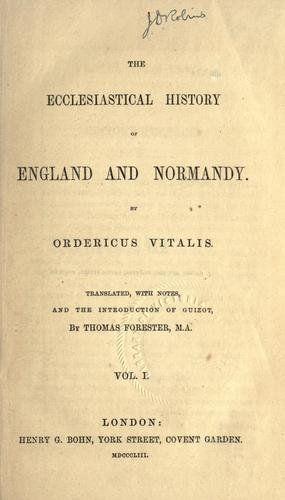 J D Robins
THE
ECCLESIASTICAL HISTORY
OF
ENGLAND AND NORMANDY.
BY
ORDERICUS VITALIS.
TRANSLATED, WITH NOTES,
AND THE INTRODUCTION OF GUIZOT,
BY THOMAS FORESTER, M.A.
VOL. I.
LONDON:
HENRY G. BOHN, YORK STREET, COVENT GARDEN.
MDCCCLIII.